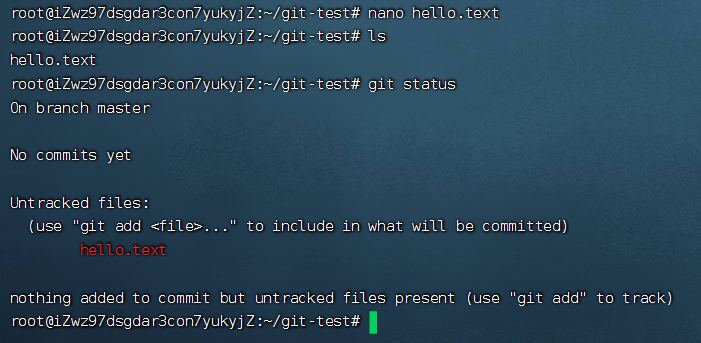 root@iZwz97dsgdar3con7yukyjZ:~/git-test# nano hello.text
root@iZwz97dsgdar3con7yukyjZ:~/git-test# ls
hello.text
root@iZwz97dsgdar3con7yukyjZ:~/git-test# git status
On branch master
No commits yet
Untracked files:
  (use "git add <file>..." to include in what will be committed)
        hello.text
nothing added to commit but untracked files present (use "git add" to track)
root@iZwz97dsgdar3con7yukyjZ:~/git-test#